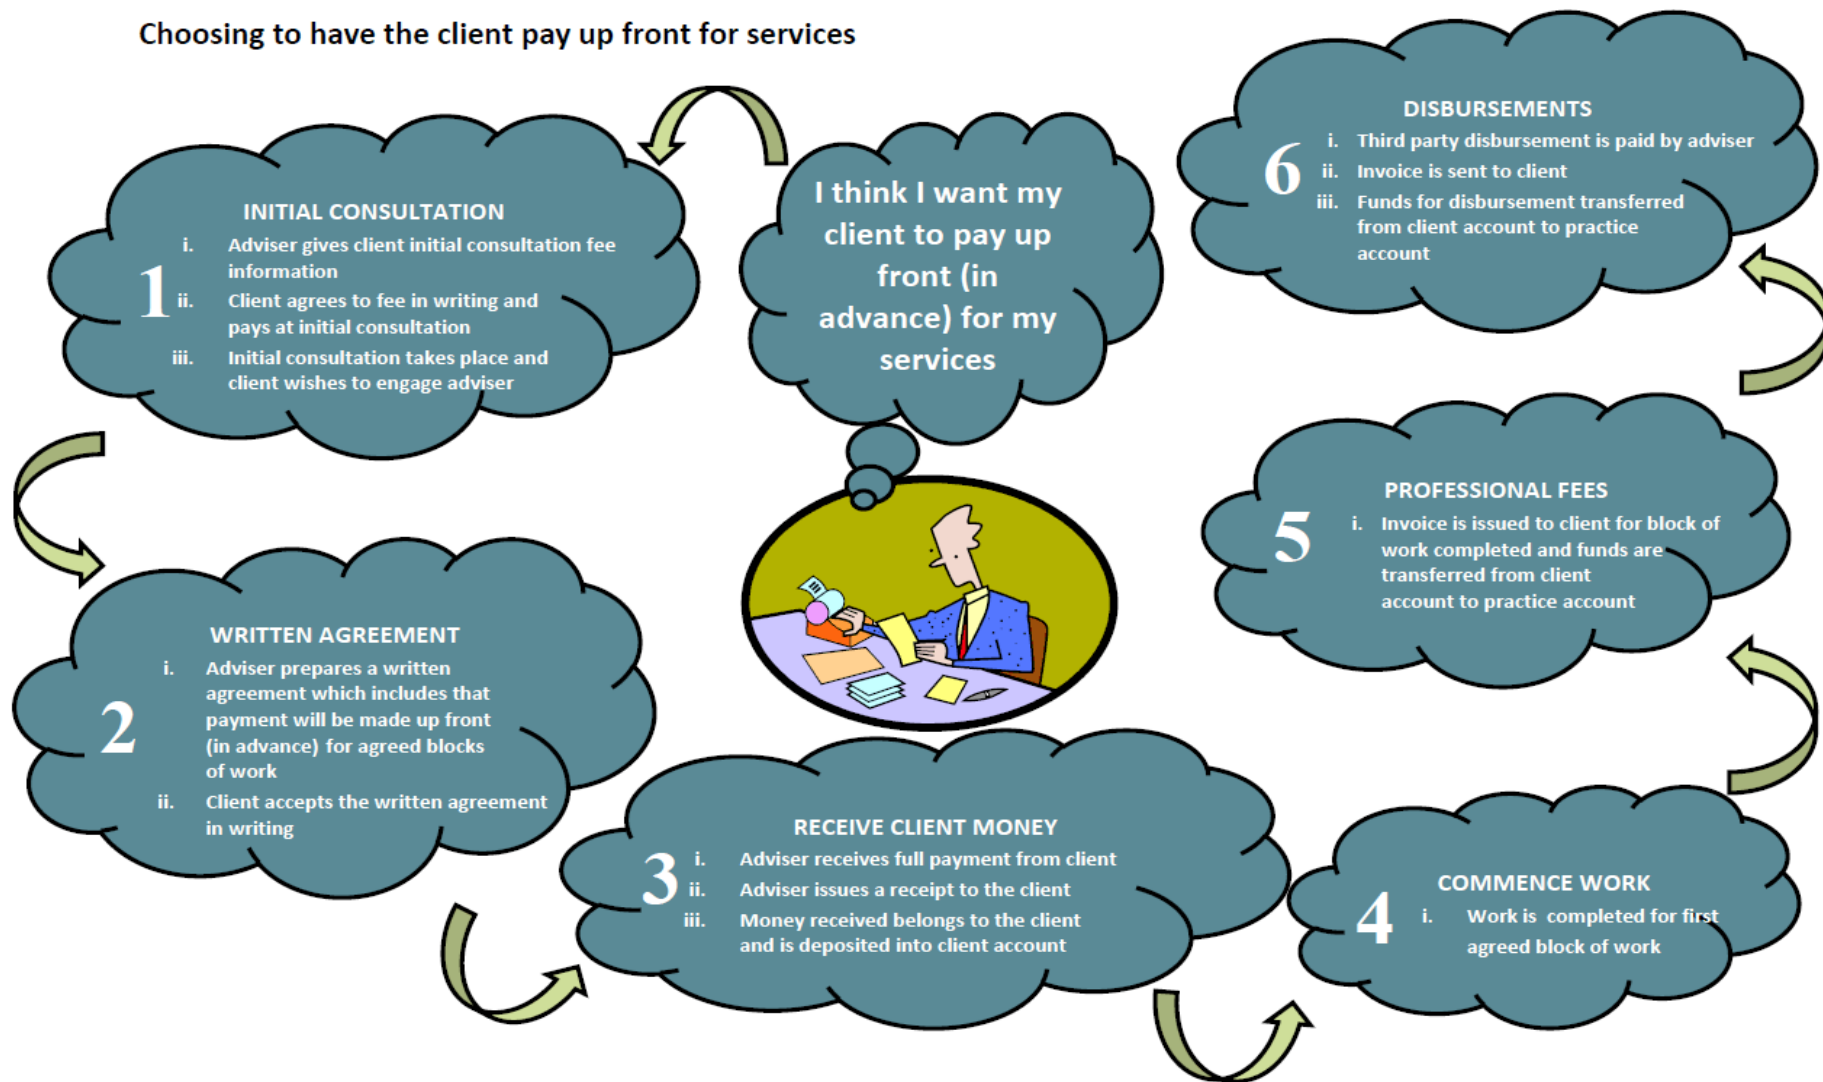 Choosing to have the client pay up front for services
I think I want my
client to pay up
front (in
advance) for my
services
1
INITIAL CONSULTATION
i. Adviser gives client initial consultation fee
information
ii. Client agrees to fee in writing and
pays at initial consultation
iii. Initial consultation takes place and
client wishes to engage adviser
2
WRITTEN AGREEMENT
i. Adviser prepares a written
agreement which includes that
payment will be made up front
(in advance) for agreed blocks
of work
ii. Client accepts the written agreement
in writing
3
RECEIVE CLIENT MONEY
i. Adviser receives full payment from client
ii. Adviser issues a receipt to the client
iii. Money received belongs to the client
and is deposited into client account
4
COMMENCE WORK
i. Work is completed for first
agreed block of work
5
PROFESSIONAL FEES
i. Invoice is issued to client for block of
work completed and funds are
transferred from client
account to practice account
6
DISBURSEMENTS
i. Third party disbursement is paid by adviser
ii. Invoice is sent to client
iii. Funds for disbursement transferred
from client account to practice
account